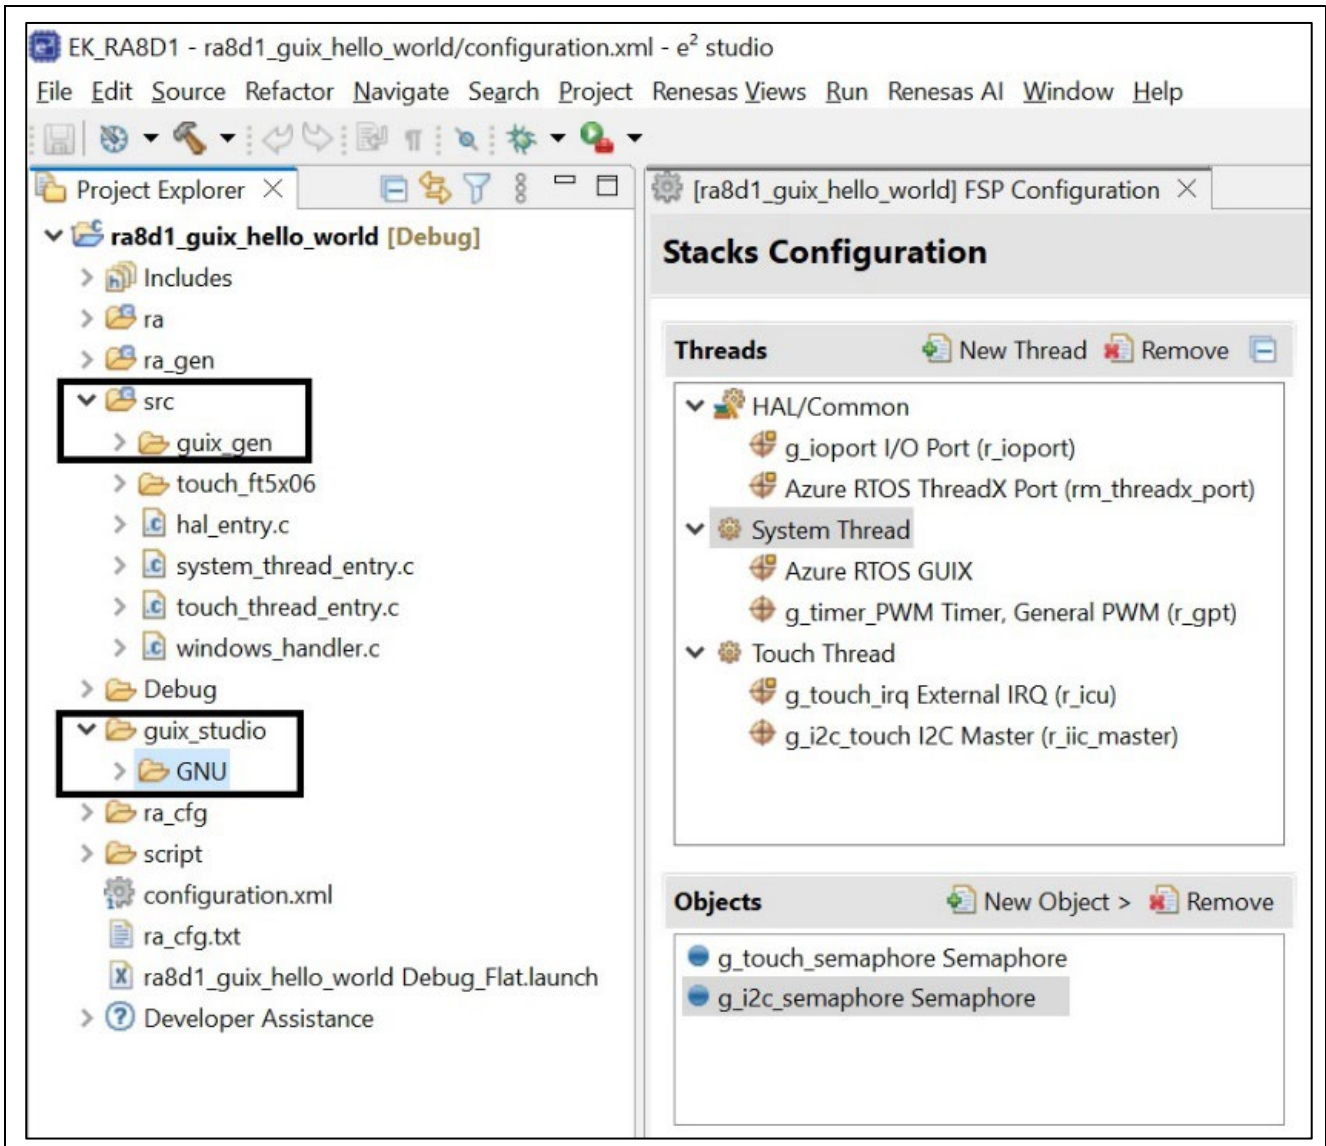 EK_RA8D1 - ra8d1_guix_hello_world/configuration.xml - e² studio
File Edit Source Refactor Navigate Search Project Renesas Views Run Renesas AI Window Help
Project Explorer
ra8d1_guix_hello_world [Debug]
Includes
ra
ra_gen
src
guix_gen
touch_ft5x06
hal_entry.c
system_thread_entry.c
touch_thread_entry.c
windows_handler.c
Debug
guix_studio
GNU
ra_cfg
script
configuration.xml
ra_cfg.txt
ra8d1_guix_hello_world Debug_Flat.launch
Developer Assistance
[ra8d1_guix_hello_world] FSP Configuration
Stacks Configuration
Threads New Thread Remove
HAL/Common
g_ioport I/O Port (r_ioport)
Azure RTOS ThreadX Port (rm_threadx_port)
System Thread
Azure RTOS GUIX
g_timer_PWM Timer, General PWM (r_gpt)
Touch Thread
g_touch_irq External IRQ (r_icu)
g_i2c_touch I2C Master (r_iic_master)
Objects New Object > Remove
g_touch_semaphore Semaphore
g_i2c_semaphore Semaphore